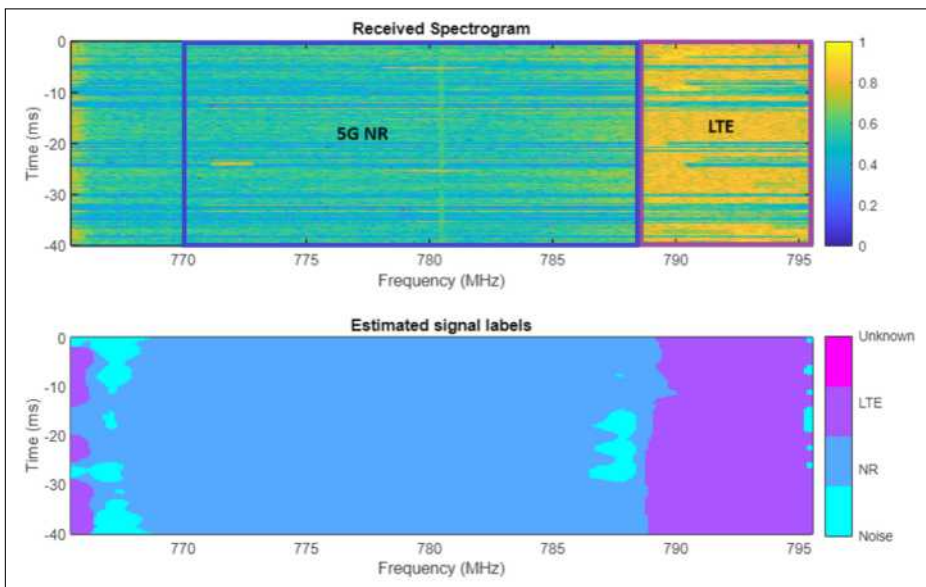 Received Spectrogram
0
-10
-20
-30
-40
Time (ms)
5G NR
LTE
770
775
780
785
790
795
Frequency (MHz)
1
0.8
0.6
0.4
0.2
0
Estimated signal labels
0
-10
-20
-30
-40
Time (ms)
770
775
780
785
790
795
Frequency (MHz)
Unknown
LTE
NR
Noise